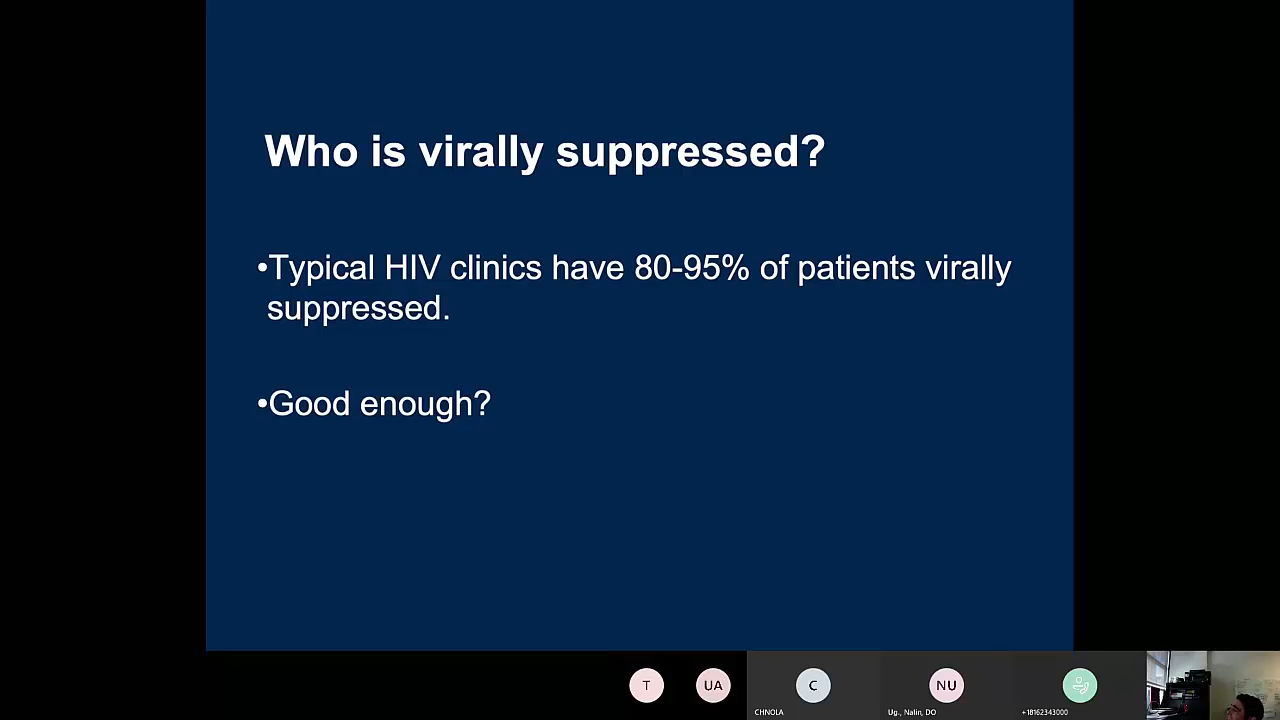 Who is virally suppressed?
•Typical HIV clinics have 80-95% of patients virally
suppressed.
•Good enough?
T
UA
C
NU
CHNOLA
Ug., Nalin, DO
+18162343000